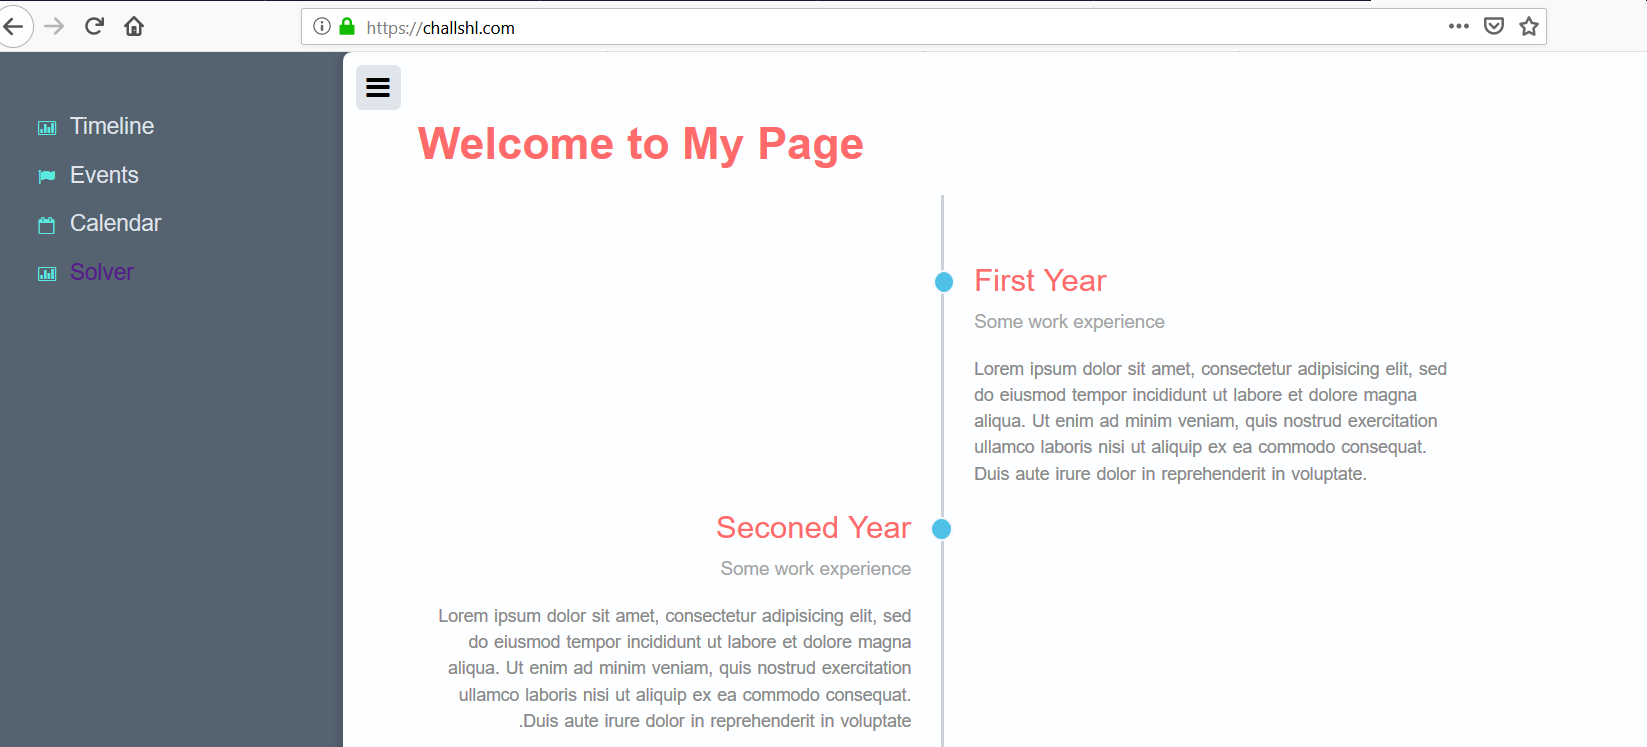 https://challshl.com
Timeline
Events
Calendar
Solver
Welcome to My Page
First Year
Some work experience
Lorem ipsum dolor sit amet, consectetur adipisicing elit, sed
do eiusmod tempor incididunt ut labore et dolore magna
aliqua. Ut enim ad minim veniam, quis nostrud exercitation
ullamco laboris nisi ut aliquip ex ea commodo consequat.
Duis aute irure dolor in reprehenderit in voluptate.
Seconed Year
Some work experience
Lorem ipsum dolor sit amet, consectetur adipisicing elit, sed
do eiusmod tempor incididunt ut labore et dolore magna
aliqua. Ut enim ad minim veniam, quis nostrud exercitation
ullamco laboris nisi ut aliquip ex ea commodo consequat.
.Duis aute irure dolor in reprehenderit in voluptate